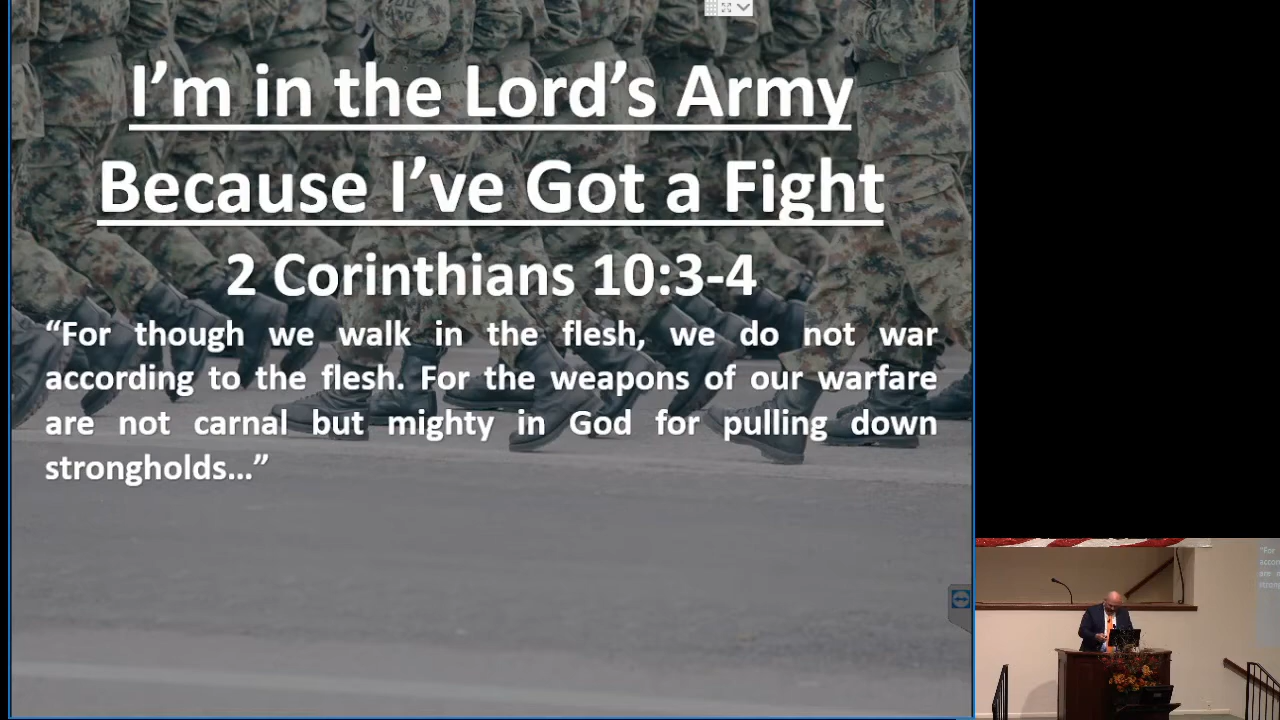 I’m in the Lord’s Army
Because I’ve Got a Fight
2 Corinthians 10:3-4
“For though we walk in the flesh, we do not war
according to the flesh. For the weapons of our warfare
are not carnal but mighty in God for pulling down
strongholds...”